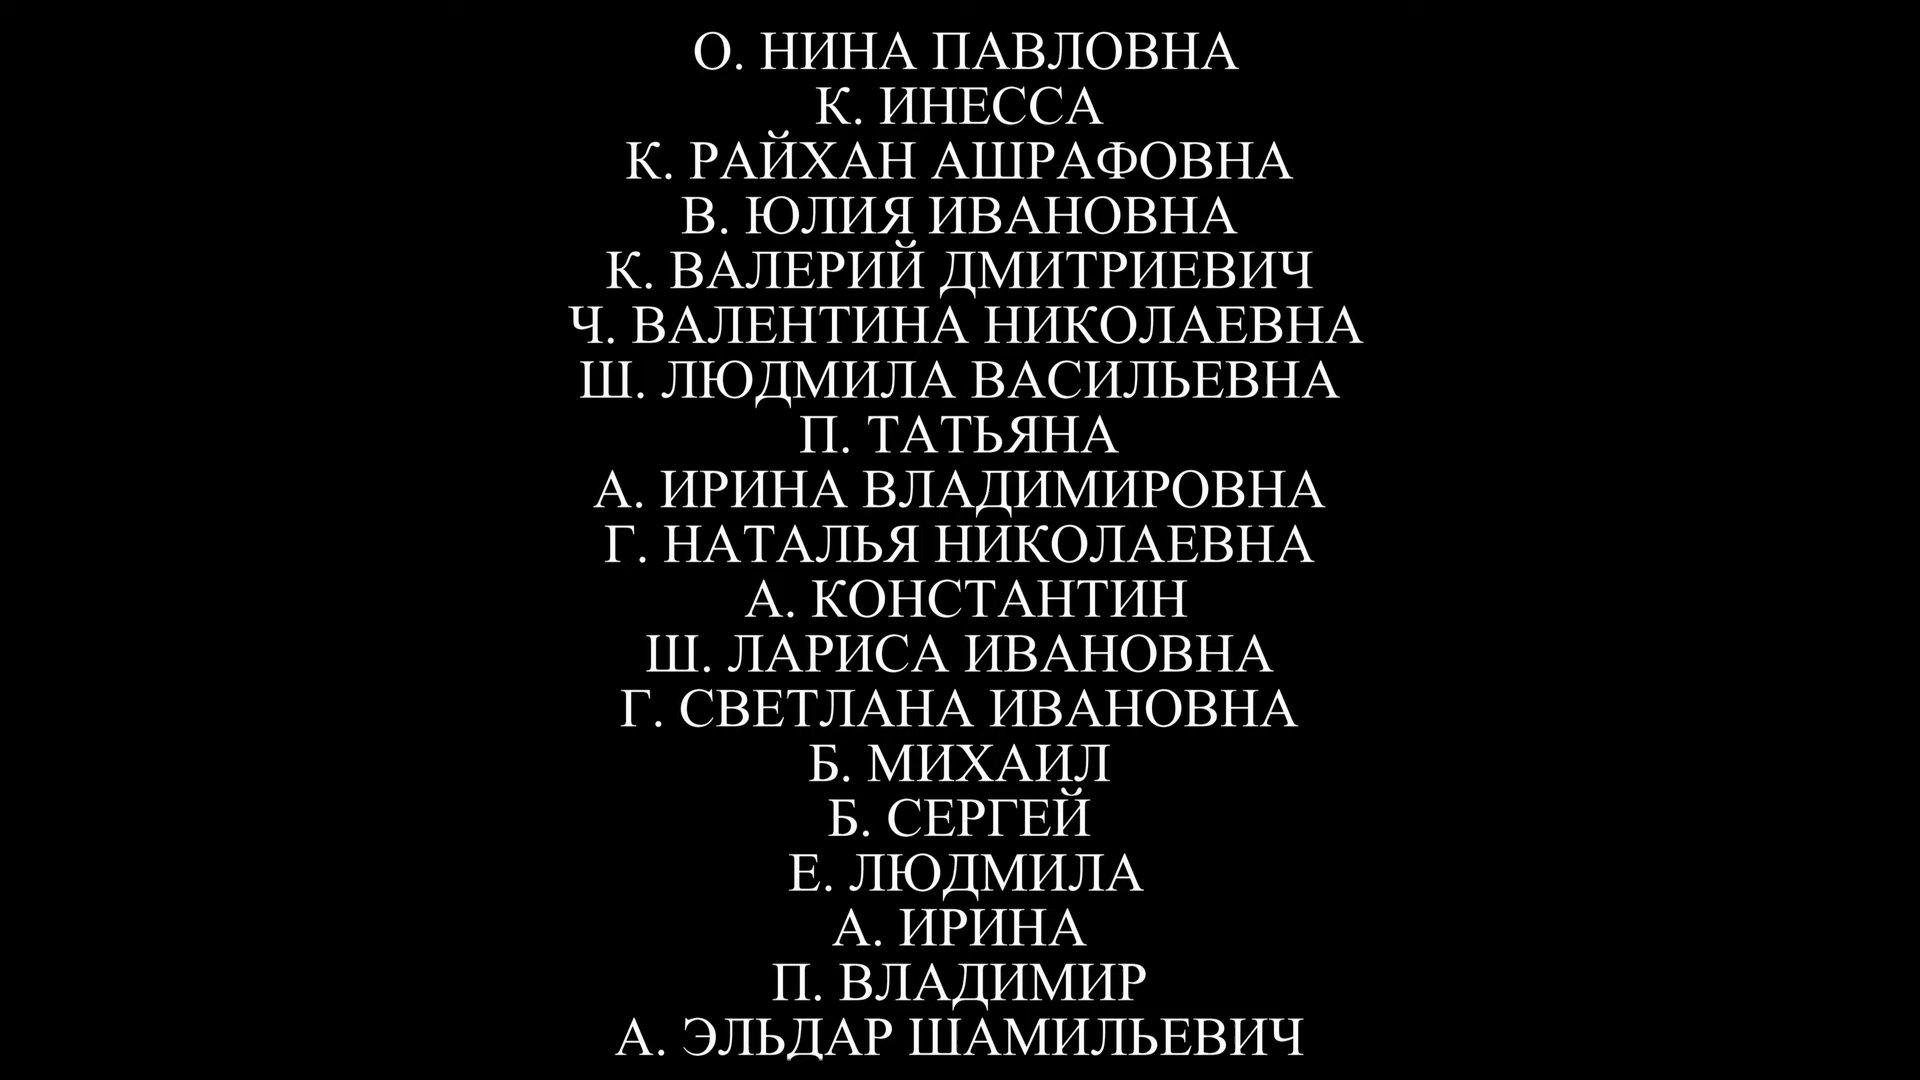 О. НИНА ПАВЛОВНА
К. ИНЕССА
К. РАЙХАН АШРАФОВНА
В. ЮЛИЯ ИВАНОВНА
К. ВАЛЕРИЙ ДМИТРИЕВИЧ
Ч. ВАЛЕНТИНА НИКОЛАЕВНА
Ш. ЛЮДМИЛА ВАСИЛЬЕВНА
П. ТАТЬЯНА
А. ИРИНА ВЛАДИМИРОВНА
Г. НАТАЛЬЯ НИКОЛАЕВНА
А. КОНСТАНТИН
Ш. ЛАРИСА ИВАНОВНА
Г. СВЕТЛАНА ИВАНОВНА
Б. МИХАИЛ
Б. СЕРГЕЙ
Е. ЛЮДМИЛА
А. ИРИНА
П. ВЛАДИМИР
А. ЭЛЬДАР ШАМИЛЬЕВИЧ